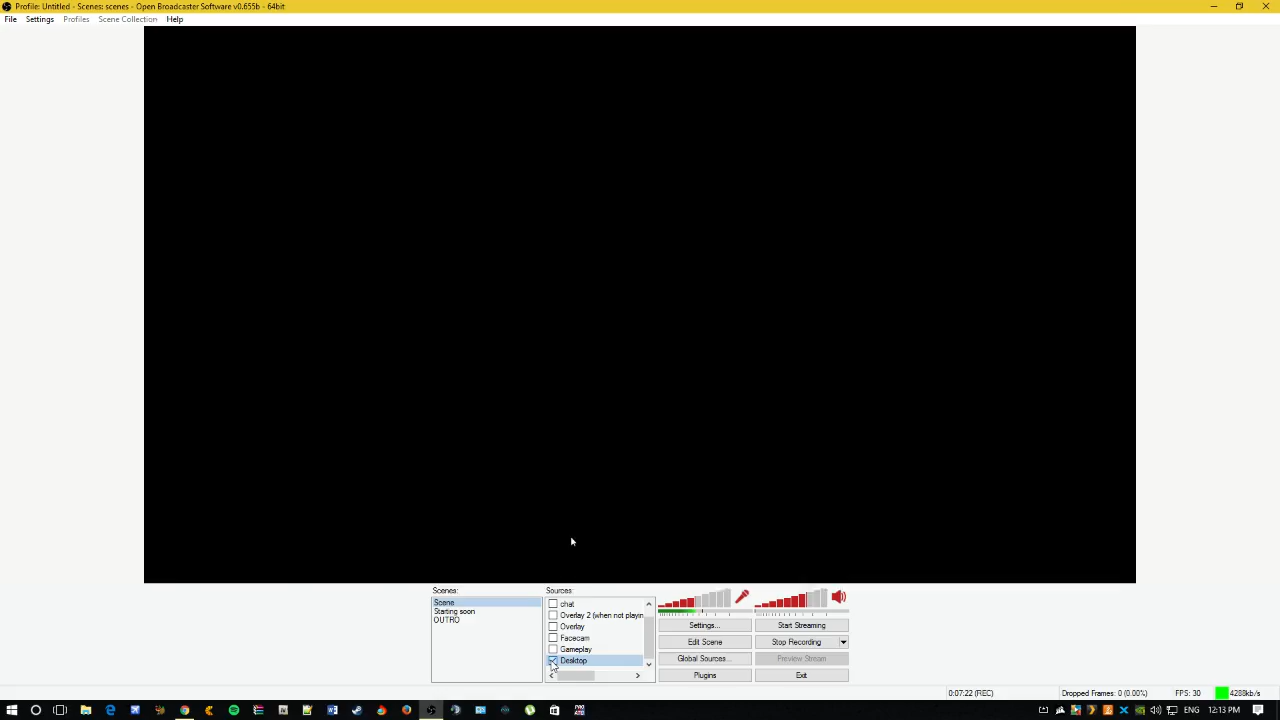 Profile: Untitled - Scenes: scenes - Open Broadcaster Software v0.655b - 64bit
File Settings Profiles Scene Collection Help
Scenes:
Scene
Starting soon
OUTRO
Sources:
chat
Overlay 2 (when not playin
Overlay
Facecam
Gameplay
Desktop
Settings...
Start Streaming
Edit Scene
Stop Recording
Global Sources...
Preview Stream
Plugins
Exit
0:07:22 (REC)
Dropped Frames: 0 (0.00%)
FPS: 30
4288kb/s
ENG
12:13 PM